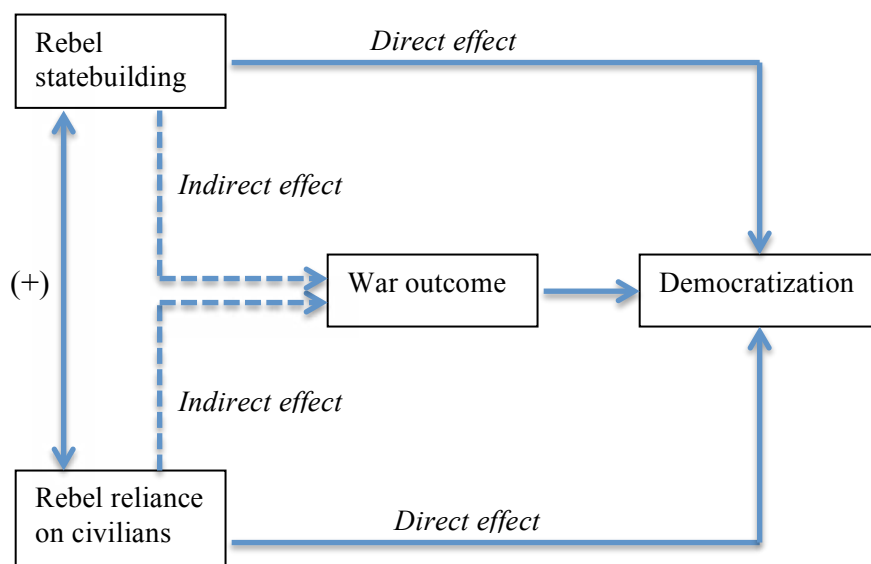 Rebel
statebuilding
Direct effect
Indirect effect
(+)
War outcome
Democratization
Indirect effect
Rebel reliance
on civilians
Direct effect